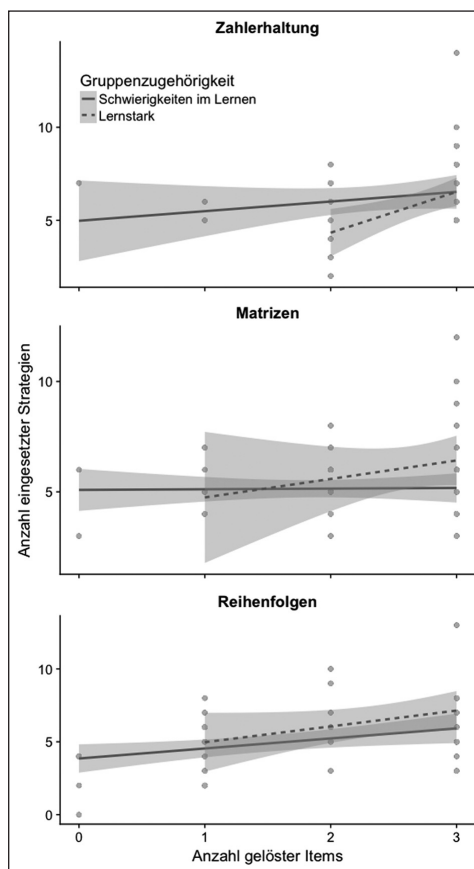 Zahlerhaltung
Gruppenzugehörigkeit
Schwierigkeiten im Lernen
Lernstark
10
5
Matrizen
10
5
0
Reihenfolgen
10
5
0
0 1 2 3
Anzahl eingesetzter Strategien
Anzahl gelöster Items